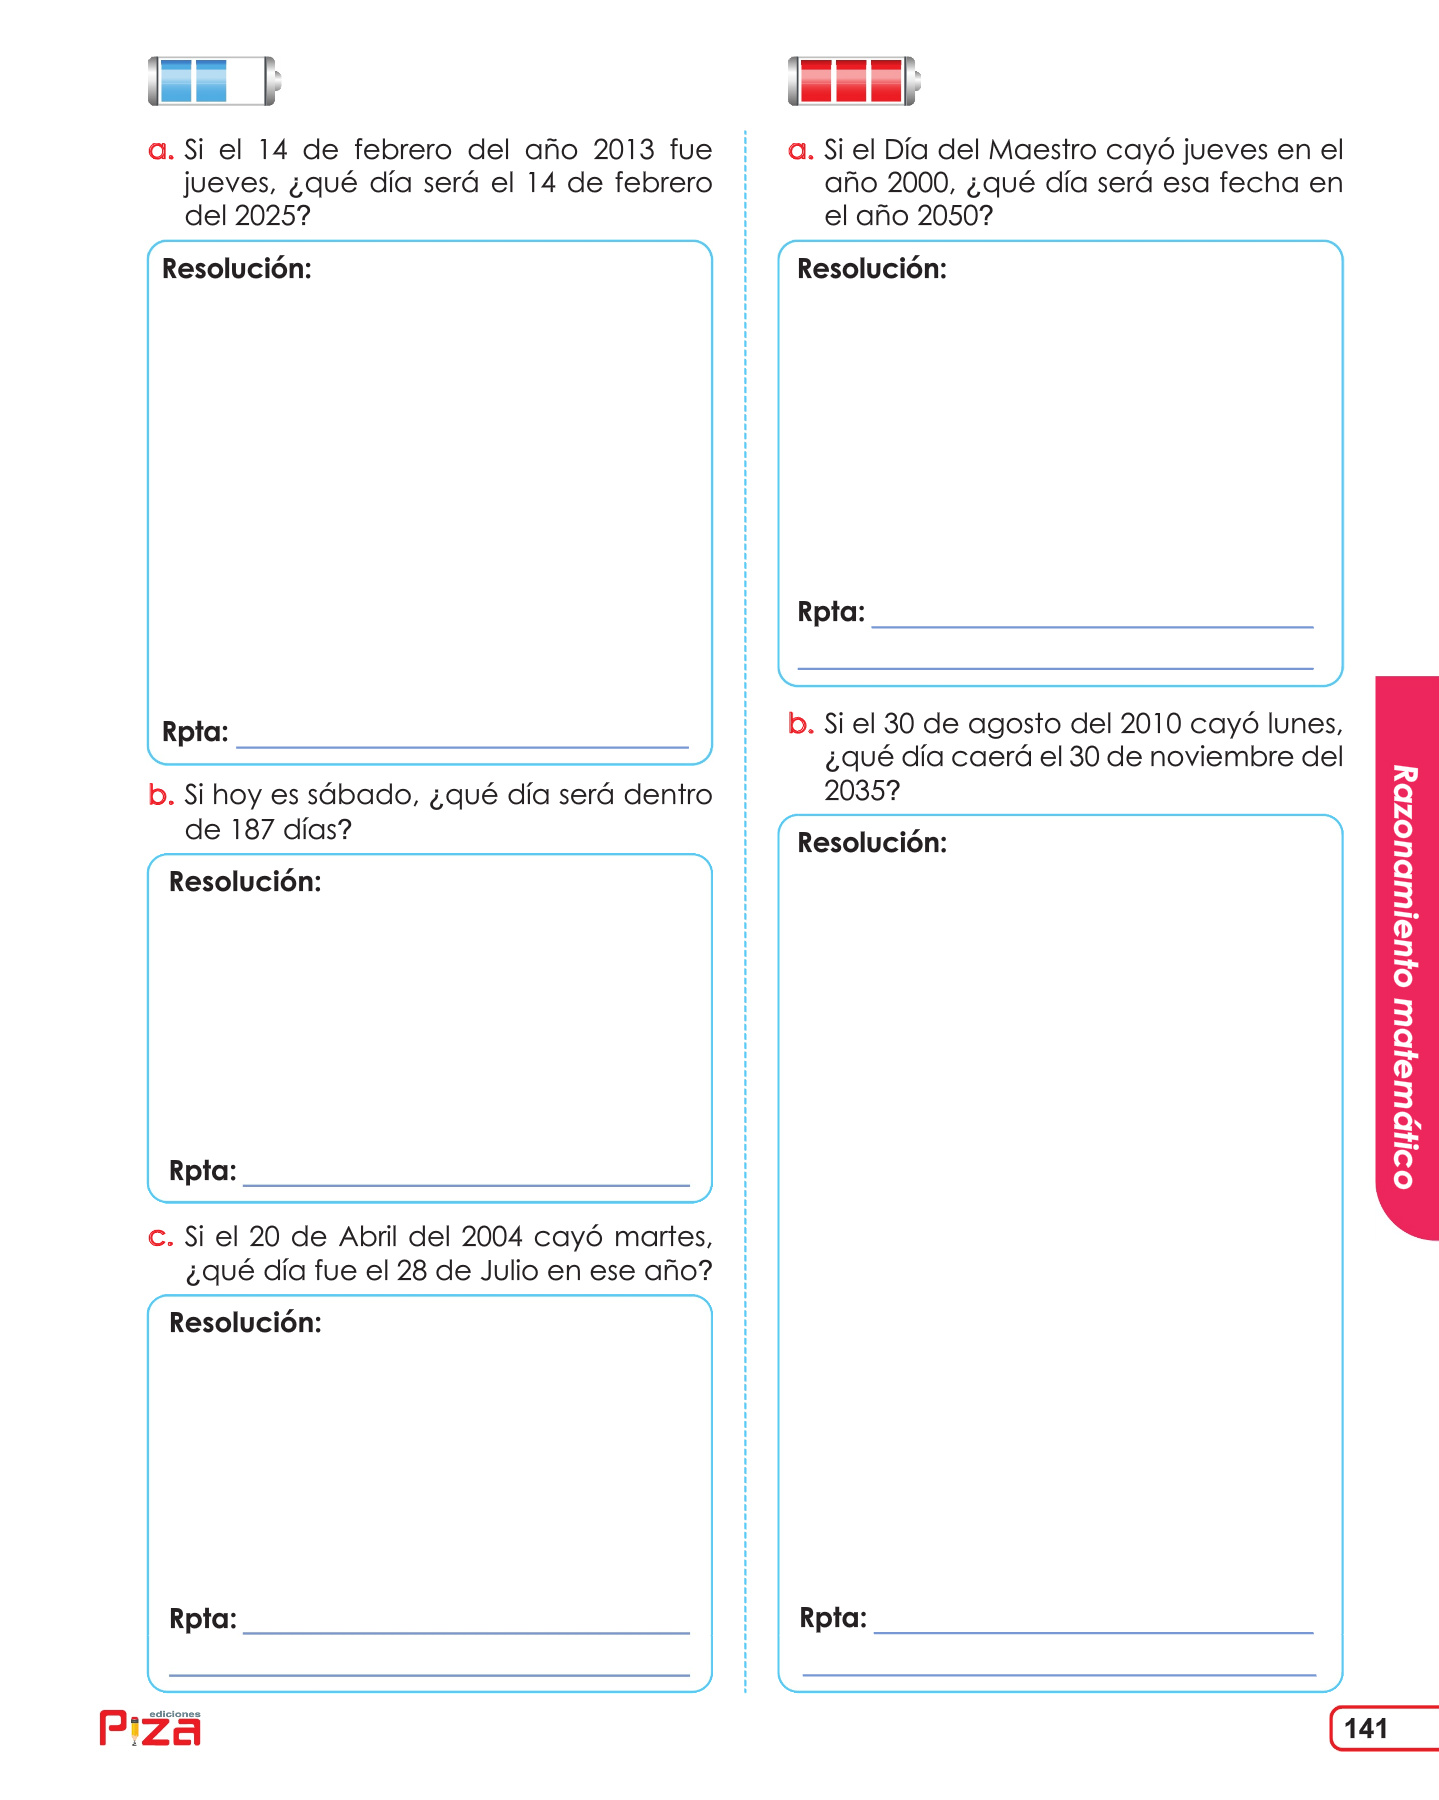 a. Si el 14 de febrero del año 2013 fue
jueves, ¿qué día será el 14 de febrero
del 2025?
Resolución:
Rpta:
b. Si hoy es sábado, ¿qué día será dentro
de 187 días?
Resolución:
Rpta:
c. Si el 20 de Abril del 2004 cayó martes,
¿qué día fue el 28 de Julio en ese año?
Resolución:
Rpta:
a. Si el Día del Maestro cayó jueves en el
año 2000, ¿qué día será esa fecha en
el año 2050?
Resolución:
Rpta:
b. Si el 30 de agosto del 2010 cayó lunes,
¿qué día caerá el 30 de noviembre del
2035?
Resolución:
Rpta:
Razonamiento matemático
ediciones
Piza
141